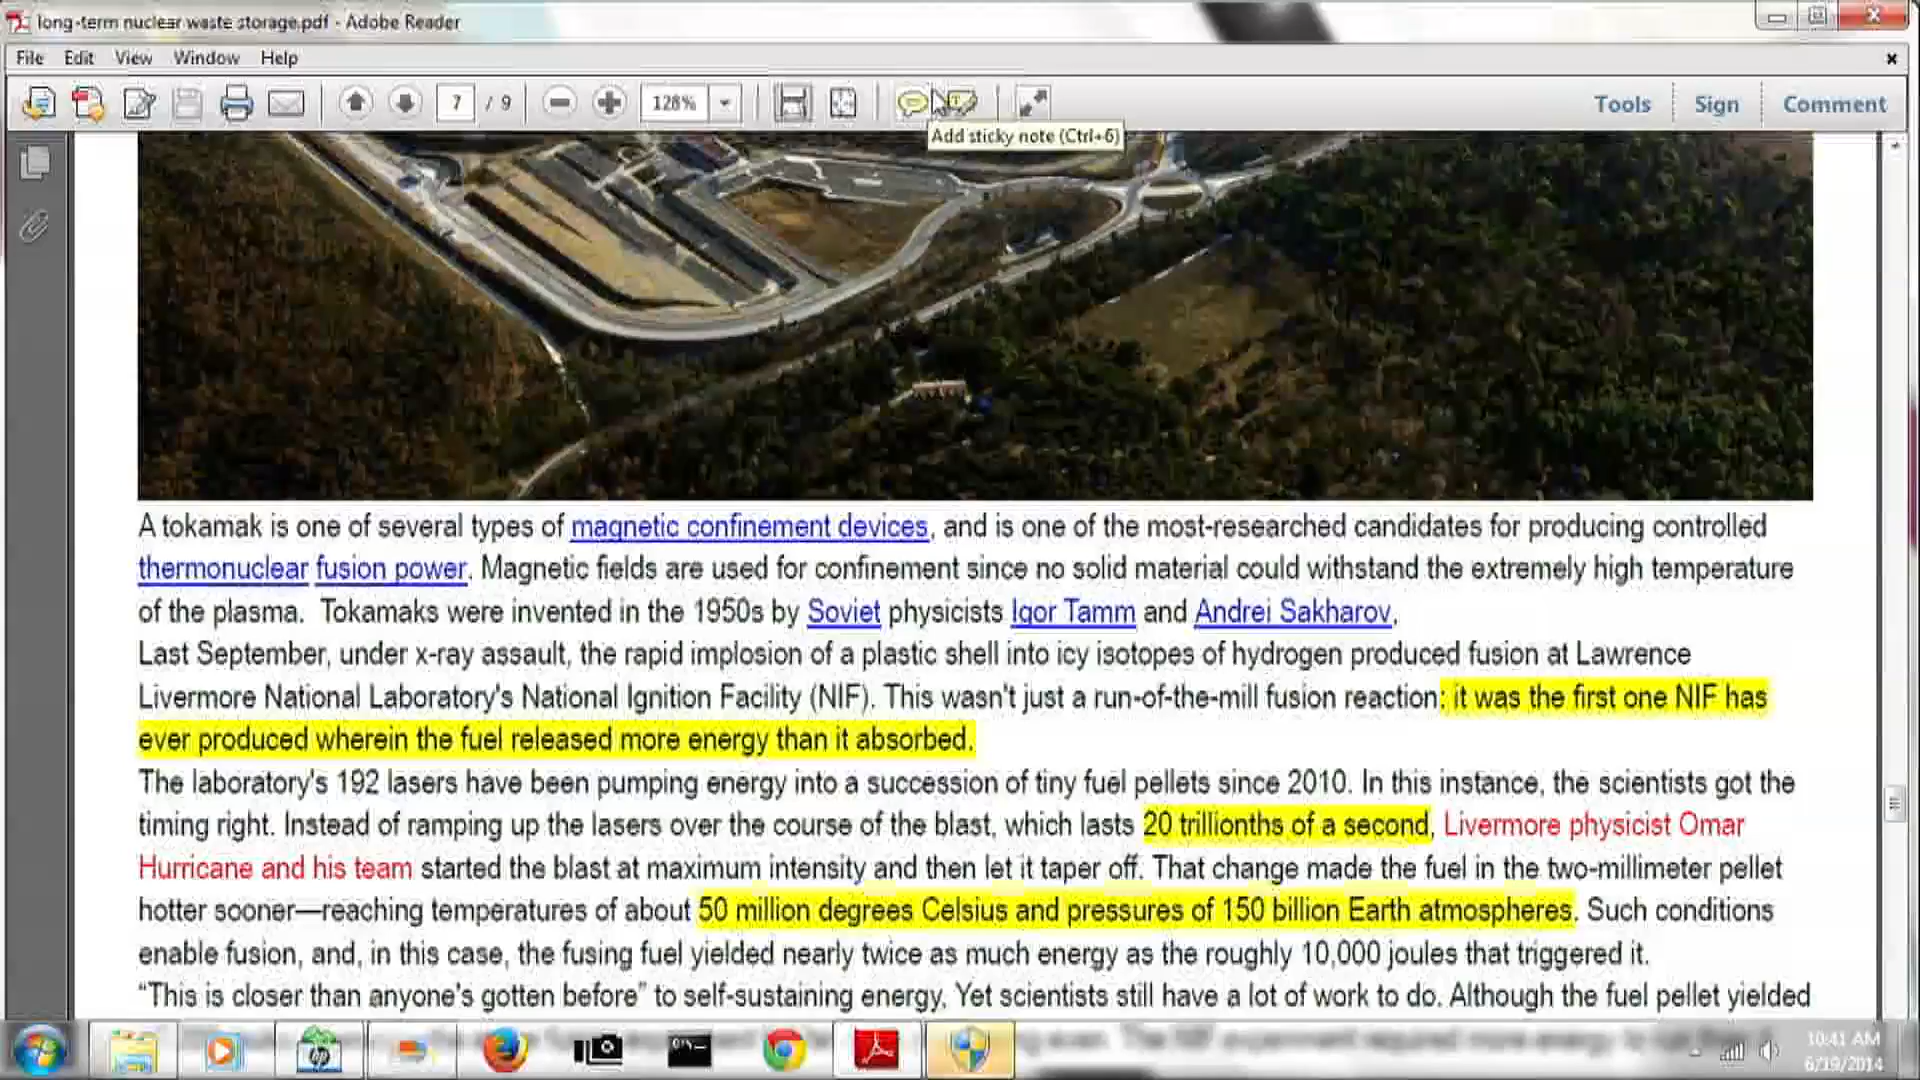 long-term nuclear waste storage.pdf - Adobe Reader
File Edit View Window Help
7 / 9 128% Tools Sign Comment
Add sticky note (Ctrl+6)
A tokamak is one of several types of magnetic confinement devices, and is one of the most-researched candidates for producing controlled
thermonuclear fusion power. Magnetic fields are used for confinement since no solid material could withstand the extremely high temperature
of the plasma. Tokamaks were invented in the 1950s by Soviet physicists Igor Tamm and Andrei Sakharov,
Last September, under x-ray assault, the rapid implosion of a plastic shell into icy isotopes of hydrogen produced fusion at Lawrence
Livermore National Laboratory's National Ignition Facility (NIF). This wasn't just a run-of-the-mill fusion reaction: it was the first one NIF has
ever produced wherein the fuel released more energy than it absorbed.
The laboratory's 192 lasers have been pumping energy into a succession of tiny fuel pellets since 2010. In this instance, the scientists got the
timing right. Instead of ramping up the lasers over the course of the blast, which lasts 20 trillionths of a second, Livermore physicist Omar
Hurricane and his team started the blast at maximum intensity and then let it taper off. That change made the fuel in the two-millimeter pellet
hotter sooner—reaching temperatures of about 50 million degrees Celsius and pressures of 150 billion Earth atmospheres. Such conditions
enable fusion, and, in this case, the fusing fuel yielded nearly twice as much energy as the roughly 10,000 joules that triggered it.
“This is closer than anyone's gotten before” to self-sustaining energy, Yet scientists still have a lot of work to do. Although the fuel pellet yielded
10:41 AM
6/19/2014